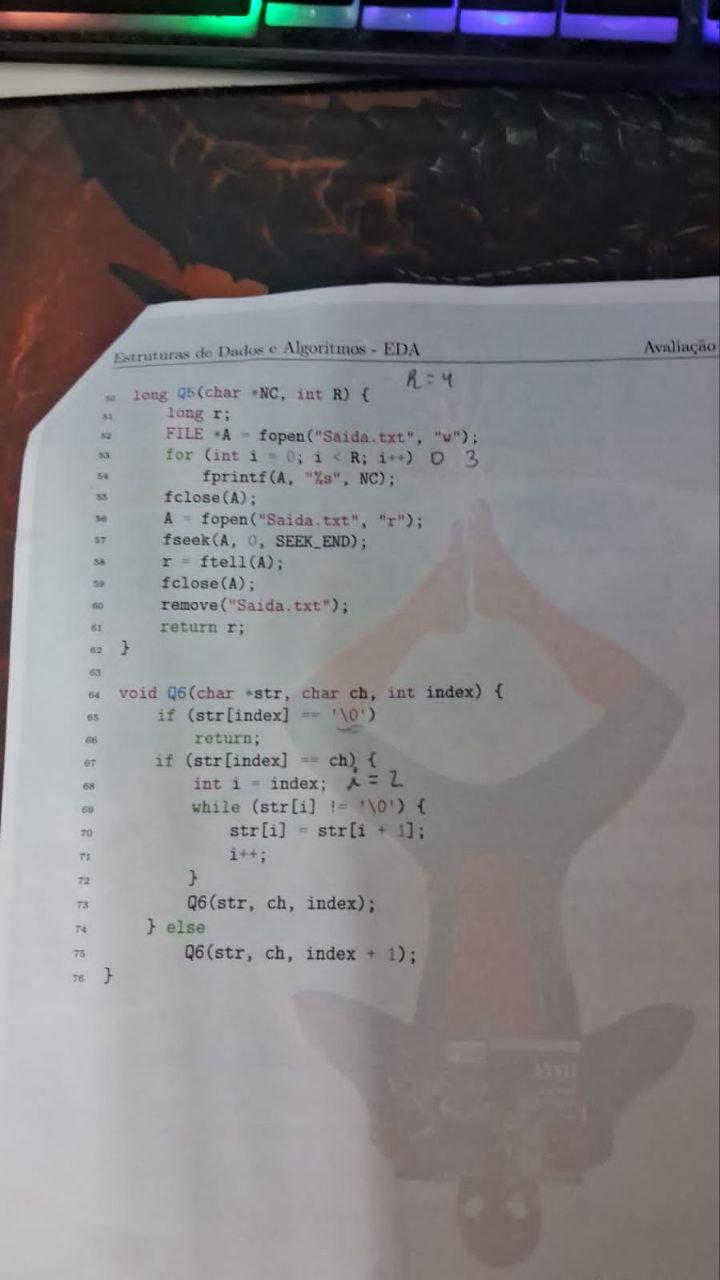 Estruturas de Dados e Algoritmos - EDA Avaliação
R=4
50 long Q5(char *NC, int R) {
51 long r;
52 FILE *A = fopen("Saida.txt", "w");
53 for (int i = 0; i < R; i++) 0 3
54 fprintf(A, "%s", NC);
55 fclose(A);
56 A = fopen("Saida.txt", "r");
57 fseek(A, 0, SEEK_END);
58 r = ftell(A);
59 fclose(A);
60 remove("Saida.txt");
61 return r;
62 }
63
64 void Q6(char *str, char ch, int index) {
65 if (str[index] == '\0')
66 return;
67 if (str[index] == ch) {
68 int i = index; i = 2
69 while (str[i] != '\0') {
70 str[i] = str[i + 1];
71 i++;
72 }
73 Q6(str, ch, index);
74 } else
75 Q6(str, ch, index + 1);
76 }